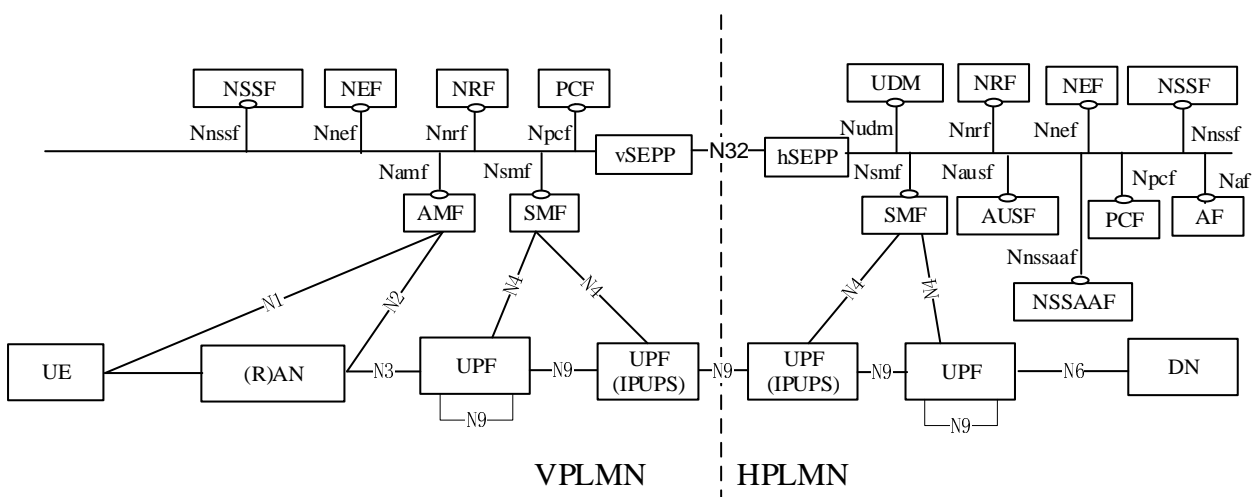 NSSF NEF NRF PCF UDM NRF NEF NSSF
Nnssf Nnef Nnrf Npcf Nudm Nnrf Nnef Nnssf
vSEPP N32 hSEPP
Namf Nsmf Nsmf Nausf Npcf Naf
AMF SMF SMF AUSF PCF AF
Nnssaaf
N1 N2 N4 N4 N4 N4
NSSAAF
UE (R)AN N3 UPF N9 UPF N9 UPF N9 UPF N6 DN
(IPUPS) (IPUPS)
N9 N9
VPLMN HPLMN